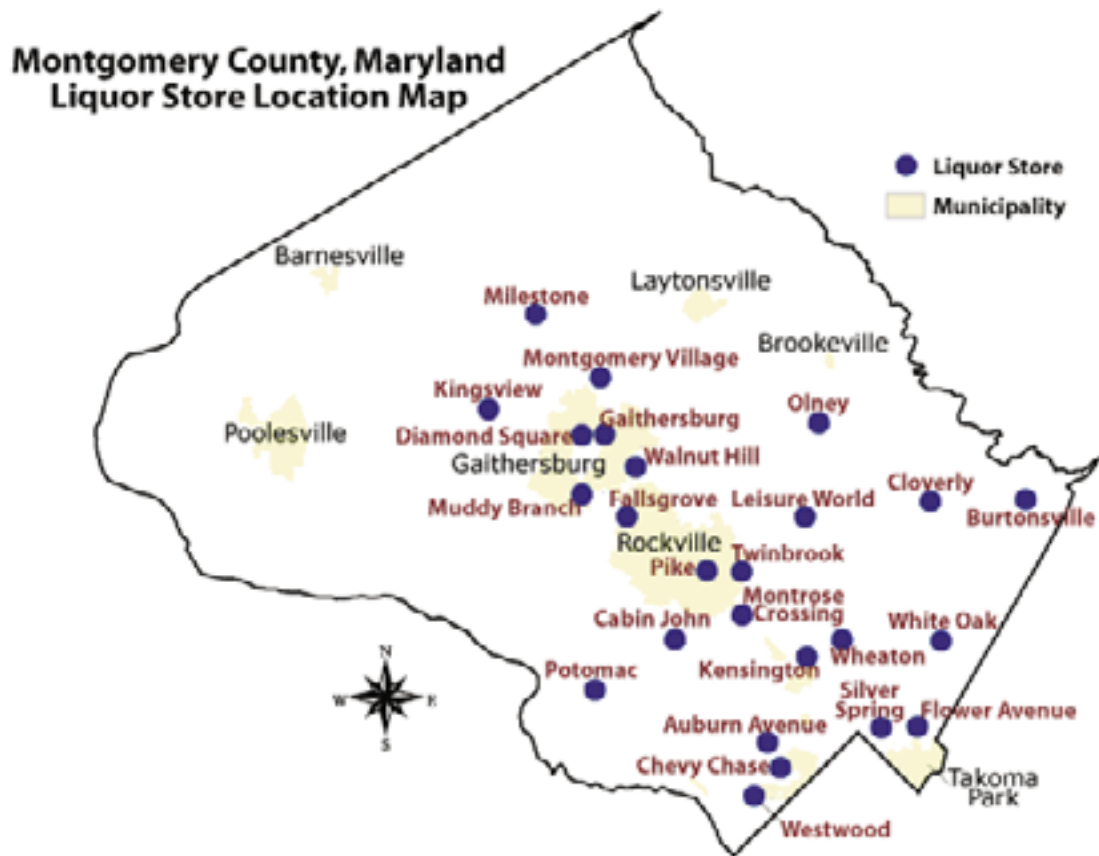 Montgomery County, Maryland
Liquor Store Location Map
Liquor Store
Municipality
Barnesville
Laytonsville
Milestone
Brookeville
Montgomery Village
Kingsview
Olney
Gaithersburg
Diamond Square
Poolesville
Gaithersburg
Walnut Hill
Muddy Branch
Fallsgrove
Leisure World
Cloverly
Burtonsville
Rockville
Twinbrook
Pike
Montrose
Crossing
Cabin John
White Oak
Kensington
Wheaton
Potomac
N
W
E
S
Silver
Spring
Flower Avenue
Auburn Avenue
Chevy Chase
Takoma
Park
Westwood